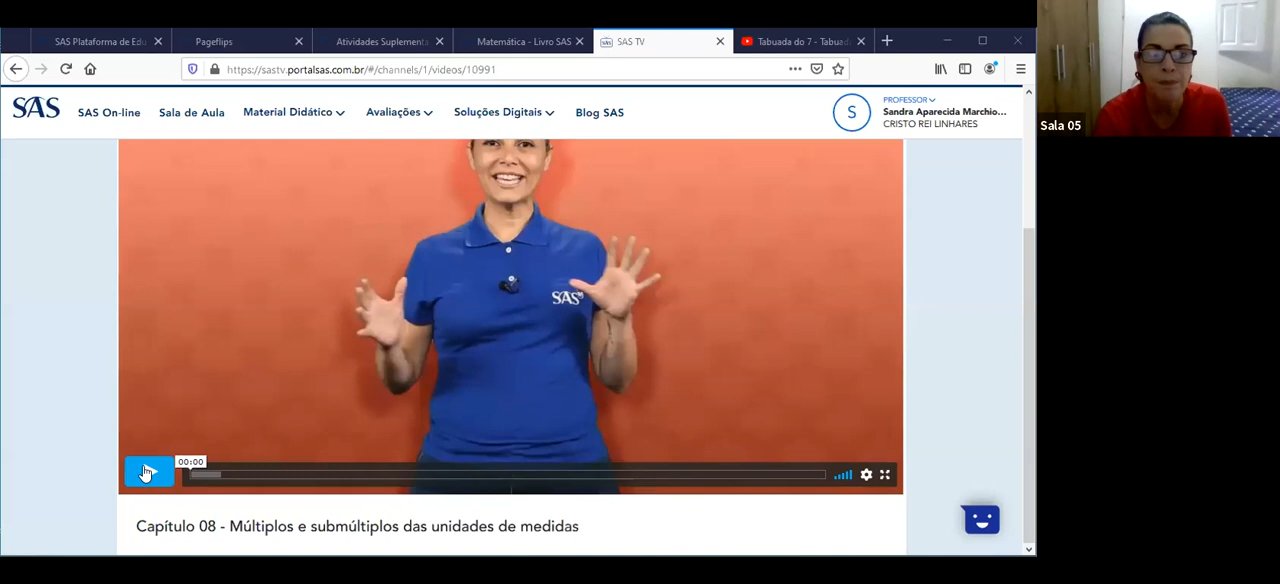 SAS Plataforma de Edu
Pageflips
Atividades Suplement
Matemática - Livro SAS
SAS TV
Tabuada do 7 - Tabuad
https://sastv.portalsas.com.br/#/channels/1/videos/10991
SAS
SAS On-line
Sala de Aula
Material Didático
Avaliações
Soluções Digitais
Blog SAS
S
PROFESSOR
Sandra Aparecida Marchio...
CRISTO REI LINHARES
Sala 05
SAS
00:00
Capítulo 08 - Múltiplos e submúltiplos das unidades de medidas